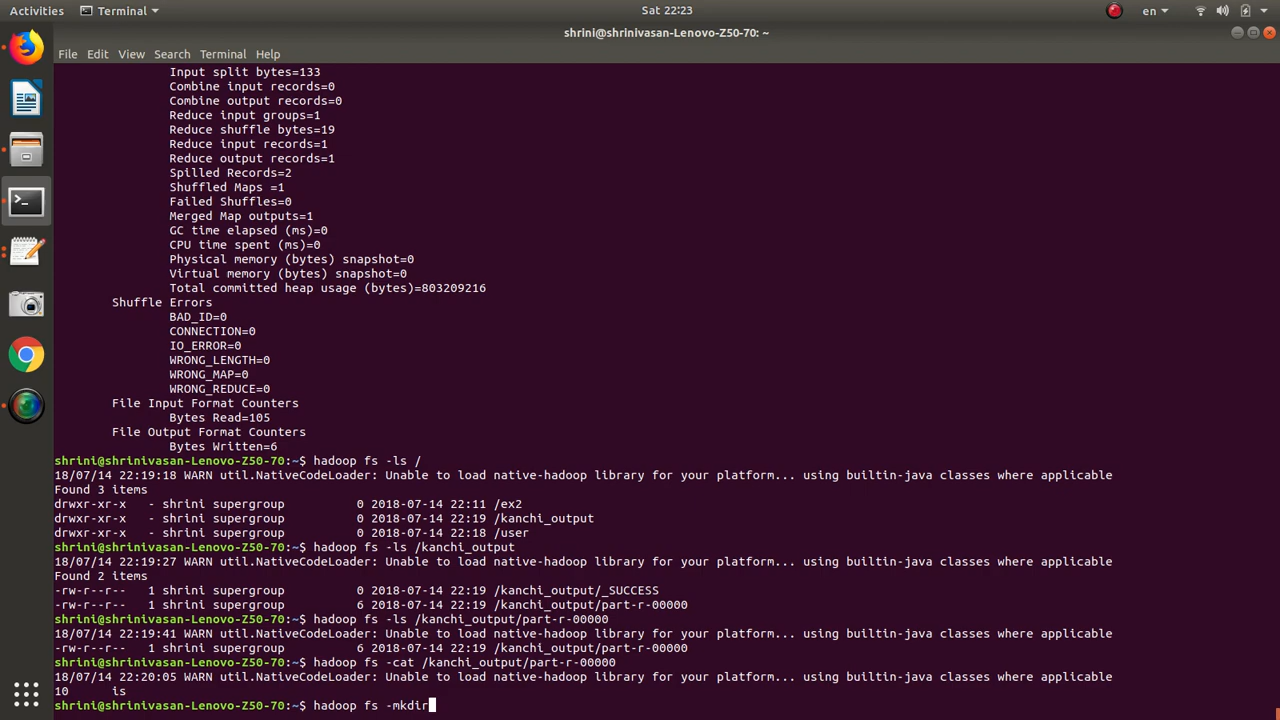 Activities Terminal Sat 22:23 en
shrini@shrinivasan-Lenovo-Z50-70: ~
File Edit View Search Terminal Help
Input split bytes=133
Combine input records=0
Combine output records=0
Reduce input groups=1
Reduce shuffle bytes=19
Reduce input records=1
Reduce output records=1
Spilled Records=2
Shuffled Maps =1
Failed Shuffles=0
Merged Map outputs=1
GC time elapsed (ms)=0
CPU time spent (ms)=0
Physical memory (bytes) snapshot=0
Virtual memory (bytes) snapshot=0
Total committed heap usage (bytes)=803209216
Shuffle Errors
BAD_ID=0
CONNECTION=0
IO_ERROR=0
WRONG_LENGTH=0
WRONG_MAP=0
WRONG_REDUCE=0
File Input Format Counters
Bytes Read=105
File Output Format Counters
Bytes Written=6
shrini@shrinivasan-Lenovo-Z50-70:~$ hadoop fs -ls /
18/07/14 22:19:18 WARN util.NativeCodeLoader: Unable to load native-hadoop library for your platform... using builtin-java classes where applicable
Found 3 items
drwxr-xr-x - shrini supergroup 0 2018-07-14 22:11 /ex2
drwxr-xr-x - shrini supergroup 0 2018-07-14 22:19 /kanchi_output
drwxr-xr-x - shrini supergroup 0 2018-07-14 22:18 /user
shrini@shrinivasan-Lenovo-Z50-70:~$ hadoop fs -ls /kanchi_output
18/07/14 22:19:27 WARN util.NativeCodeLoader: Unable to load native-hadoop library for your platform... using builtin-java classes where applicable
Found 2 items
-rw-r--r-- 1 shrini supergroup 0 2018-07-14 22:19 /kanchi_output/_SUCCESS
-rw-r--r-- 1 shrini supergroup 6 2018-07-14 22:19 /kanchi_output/part-r-00000
shrini@shrinivasan-Lenovo-Z50-70:~$ hadoop fs -ls /kanchi_output/part-r-00000
18/07/14 22:19:41 WARN util.NativeCodeLoader: Unable to load native-hadoop library for your platform... using builtin-java classes where applicable
-rw-r--r-- 1 shrini supergroup 6 2018-07-14 22:19 /kanchi_output/part-r-00000
shrini@shrinivasan-Lenovo-Z50-70:~$ hadoop fs -cat /kanchi_output/part-r-00000
18/07/14 22:20:05 WARN util.NativeCodeLoader: Unable to load native-hadoop library for your platform... using builtin-java classes where applicable
10 is
shrini@shrinivasan-Lenovo-Z50-70:~$ hadoop fs -mkdir